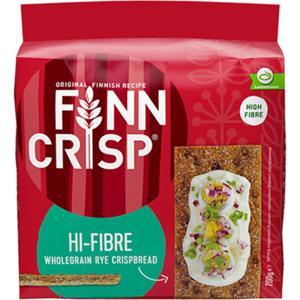 ORIGINAL FINNISH RECIPE
FINN
CRISP®
HIGH
FIBRE
HI-FIBRE
WHOLEGRAIN RYE CRISPBREAD
200g